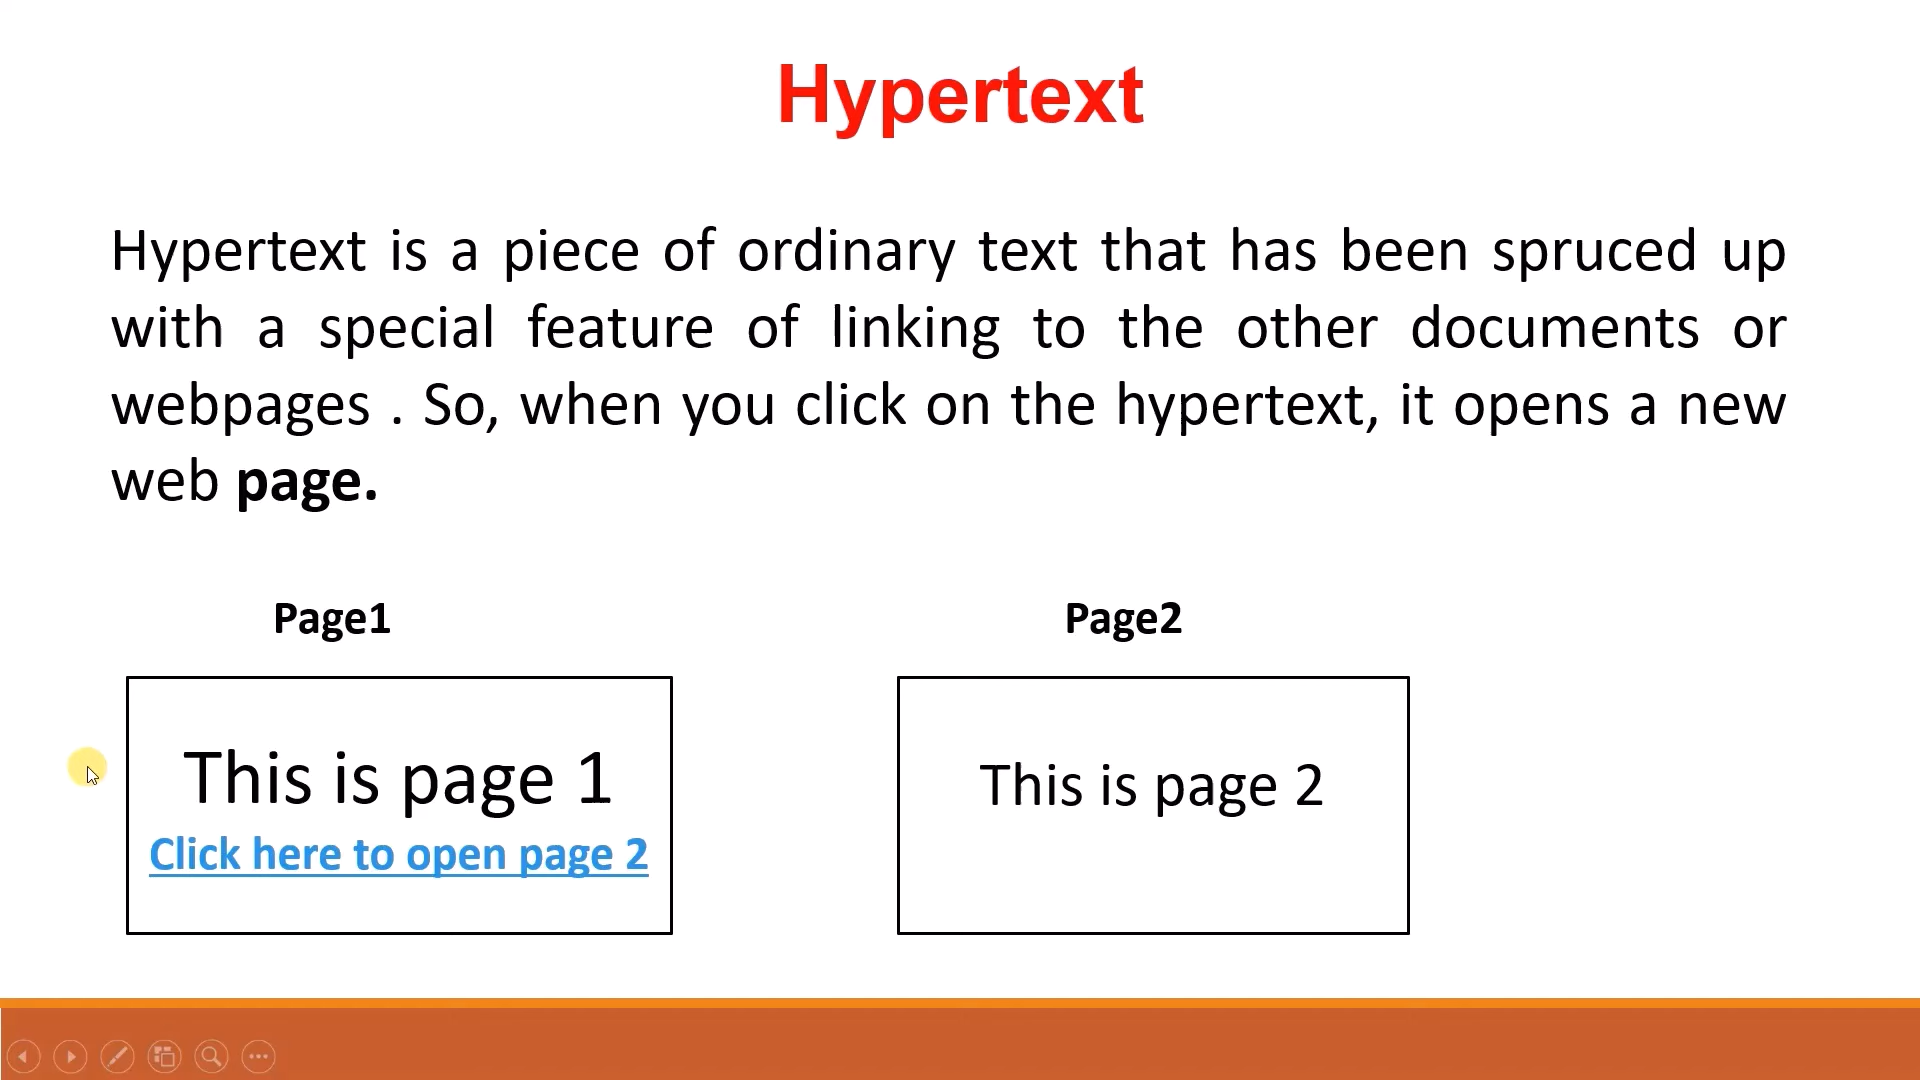 Hypertext
Hypertext is a piece of ordinary text that has been spruced up
with a special feature of linking to the other documents or
webpages . So, when you click on the hypertext, it opens a new
web page.
Page1
Page2
This is page 1
Click here to open page 2
This is page 2